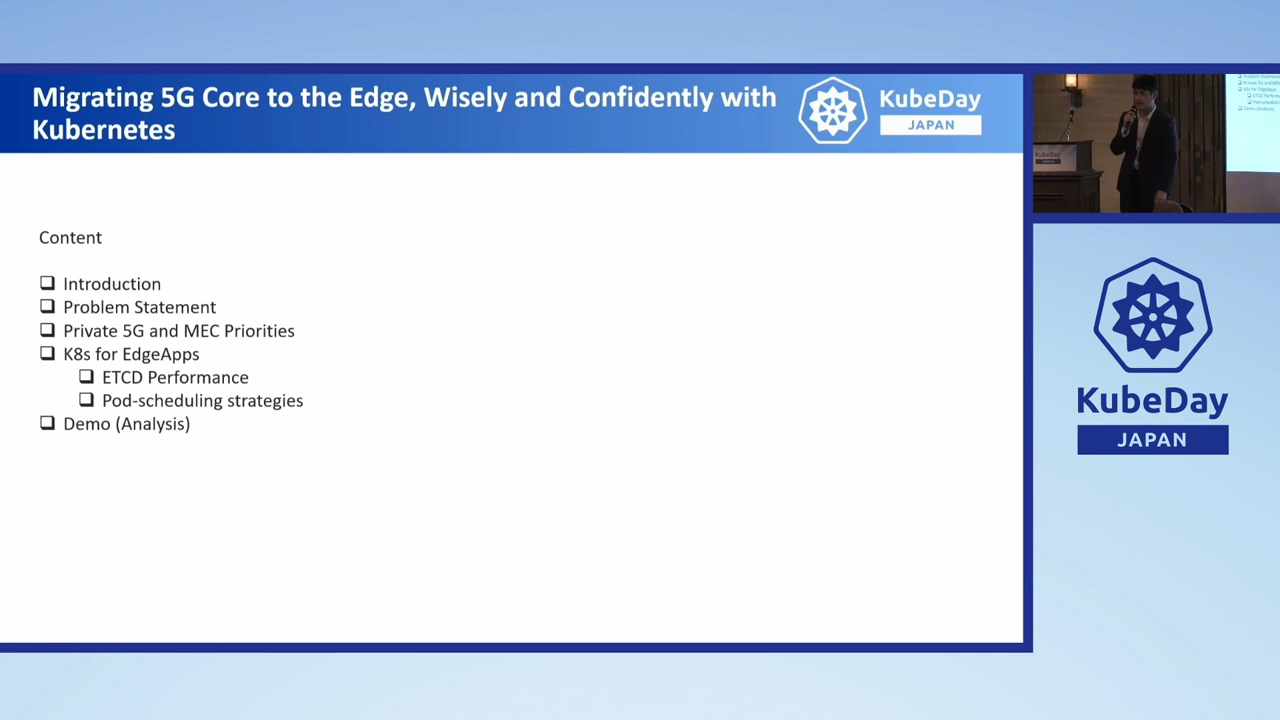 Migrating 5G Core to the Edge, Wisely and Confidently with
Kubernetes
KubeDay
JAPAN
Content
Introduction
Problem Statement
Private 5G and MEC Priorities
K8s for EdgeApps
ETCD Performance
Pod-scheduling strategies
Demo (Analysis)
KubeDay
KubeDay
JAPAN